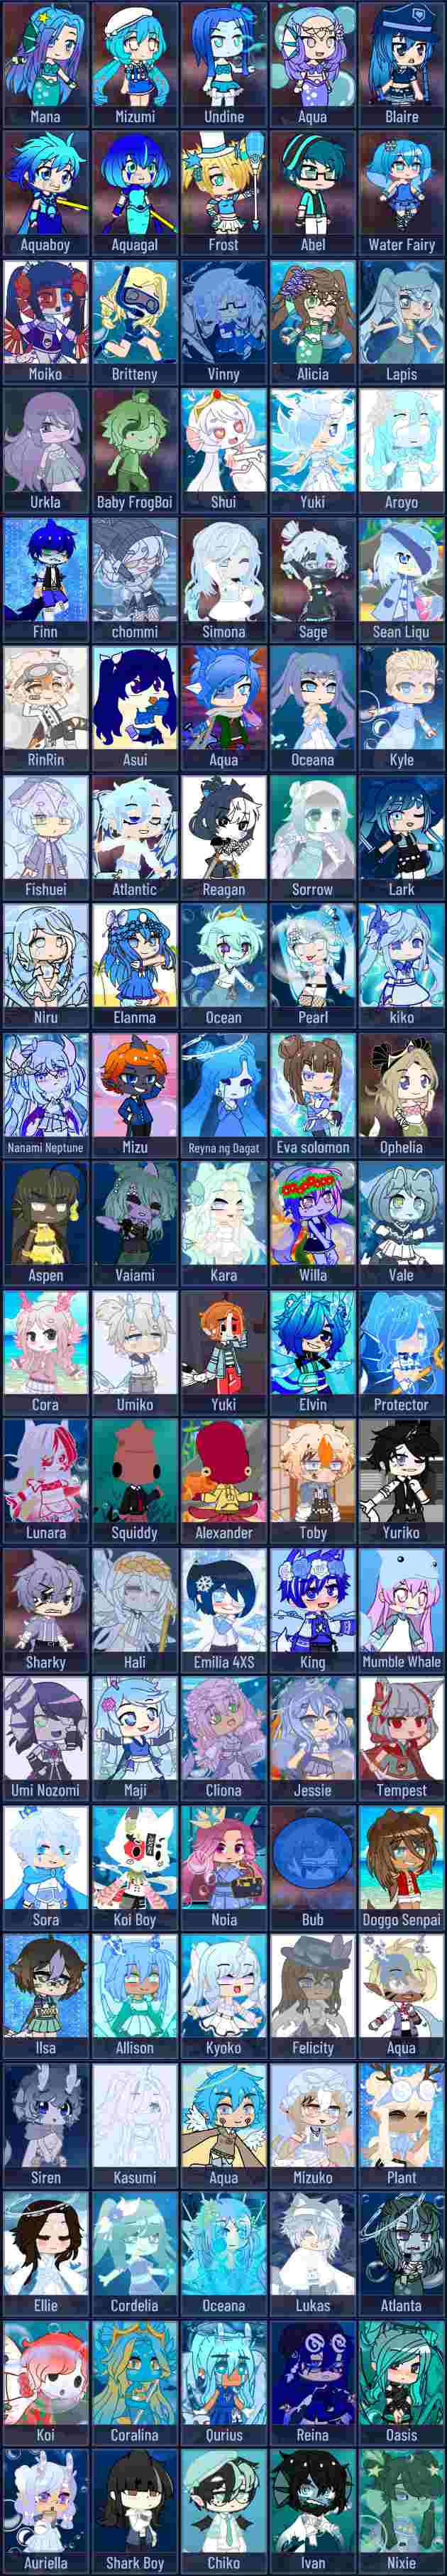 Mana Mizumi Undine Aqua Blaire
Aquaboy Aquagal Frost Abel Water Fairy
Moiko Britteny Vinny Alicia Lapis
Urkla Baby FrogBoi Shui Yuki Aroyo
Finn chommi Simona Sage Sean Liqu
RinRin Asui Aqua Oceana Kyle
Fishuei Atlantic Reagan Sorrow Lark
Niru Elanma Ocean Pearl kiko
Nanami Neptune Mizu Reyna ng Dagat Eva solomon Ophelia
Aspen Vaiami Kara Willa Vale
Cora Umiko Yuki Elvin Protector
Lunara Squiddy Alexander Toby Yuriko
Sharky Hali Emilia 4XS King Mumble Whale
Umi Nozomi Maji Cliona Jessie Tempest
Sora Koi Boy Noia Bub Doggo Senpai
Ilsa Allison Kyoko Felicity Aqua
Siren Kasumi Aqua Mizuko Plant
Ellie Cordelia Oceana Lukas Atlanta
Koi Coralina Qurius Reina Oasis
Auriella Shark Boy Chiko Ivan Nixie